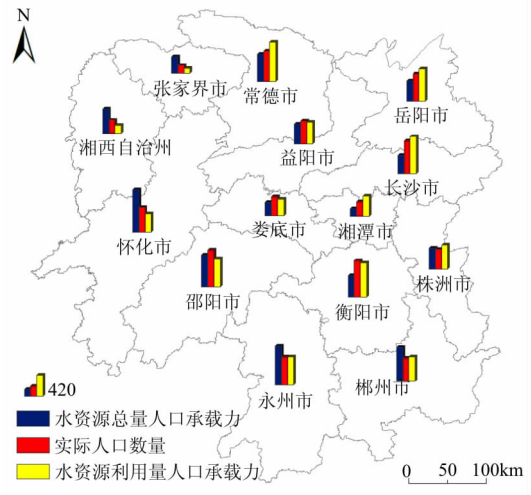 N
张家界市
常德市
岳阳市
湘西自治州
益阳市
长沙市
怀化市
娄底市
湘潭市
株洲市
邵阳市
衡阳市
永州市
郴州市
420
水资源总量人口承载力
实际人口数量
水资源利用量人口承载力
0 50 100km